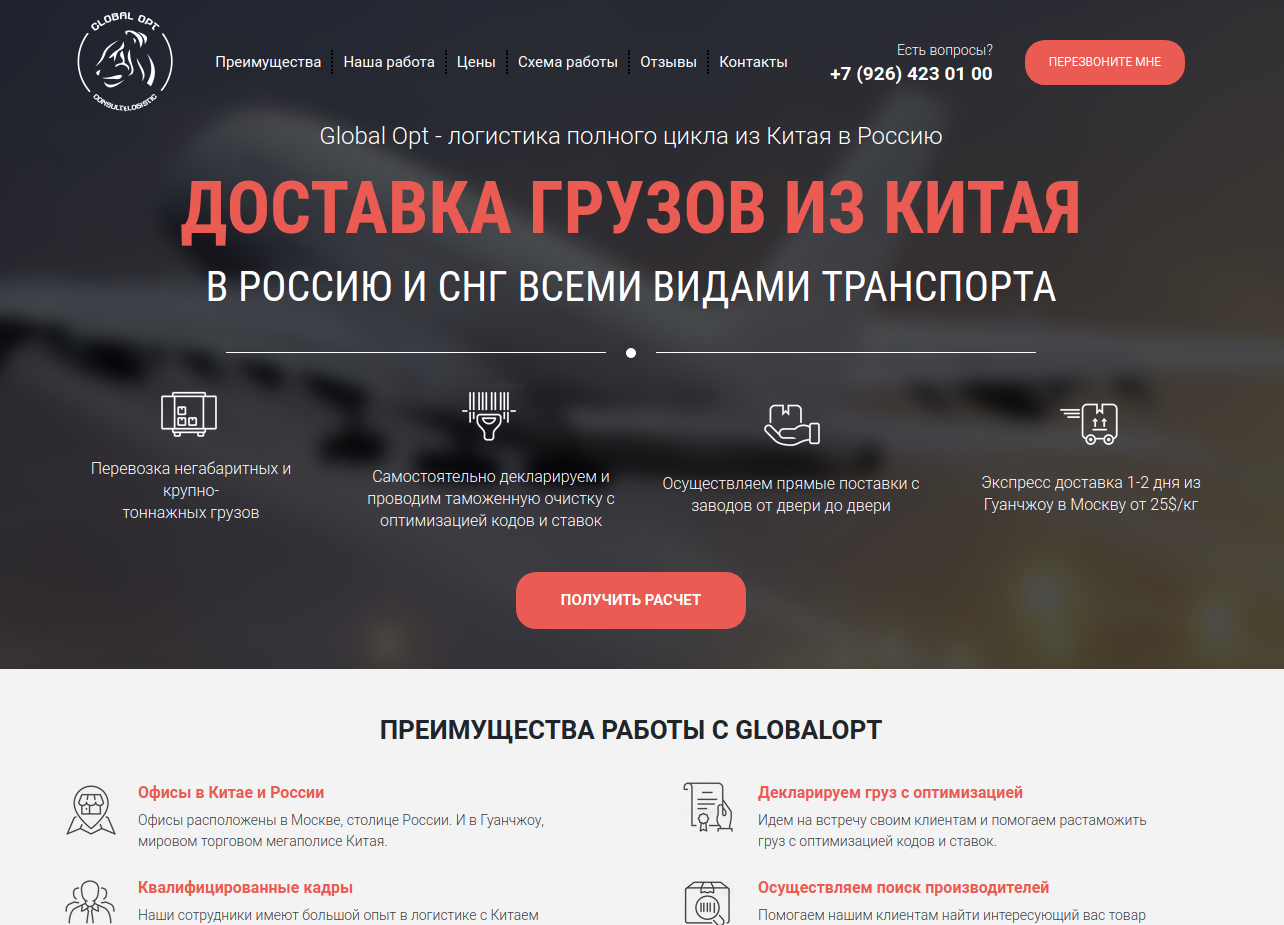 GLOBAL OPT
CONSULT&LOGISTIC
Преимущества
Наша работа
Цены
Схема работы
Отзывы
Контакты
Есть вопросы?
+7 (926) 423 01 00
ПЕРЕЗВОНИТЕ МНЕ
Global Opt - логистика полного цикла из Китая в Россию
ДОСТАВКА ГРУЗОВ ИЗ КИТАЯ
В РОССИЮ И СНГ ВСЕМИ ВИДАМИ ТРАНСПОРТА
Перевозка негабаритных и
крупно-
тоннажных грузов
Самостоятельно декларируем и
проводим таможенную очистку с
оптимизацией кодов и ставок
Осуществляем прямые поставки с
заводов от двери до двери
Экспресс доставка 1-2 дня из
Гуанчжоу в Москву от 25$/кг
ПОЛУЧИТЬ РАСЧЕТ
ПРЕИМУЩЕСТВА РАБОТЫ С GLOBALOPT
Офисы в Китае и России
Офисы расположены в Москве, столице России. И в Гуанчжоу,
мировом торговом мегаполисе Китая.
Декларируем груз с оптимизацией
Идем на встречу своим клиентам и помогаем растаможить
груз с оптимизацией кодов и ставок.
Квалифицированные кадры
Наши сотрудники имеют большой опыт в логистике с Китаем
Осуществляем поиск производителей
Помогаем нашим клиентам найти интересующий вас товар